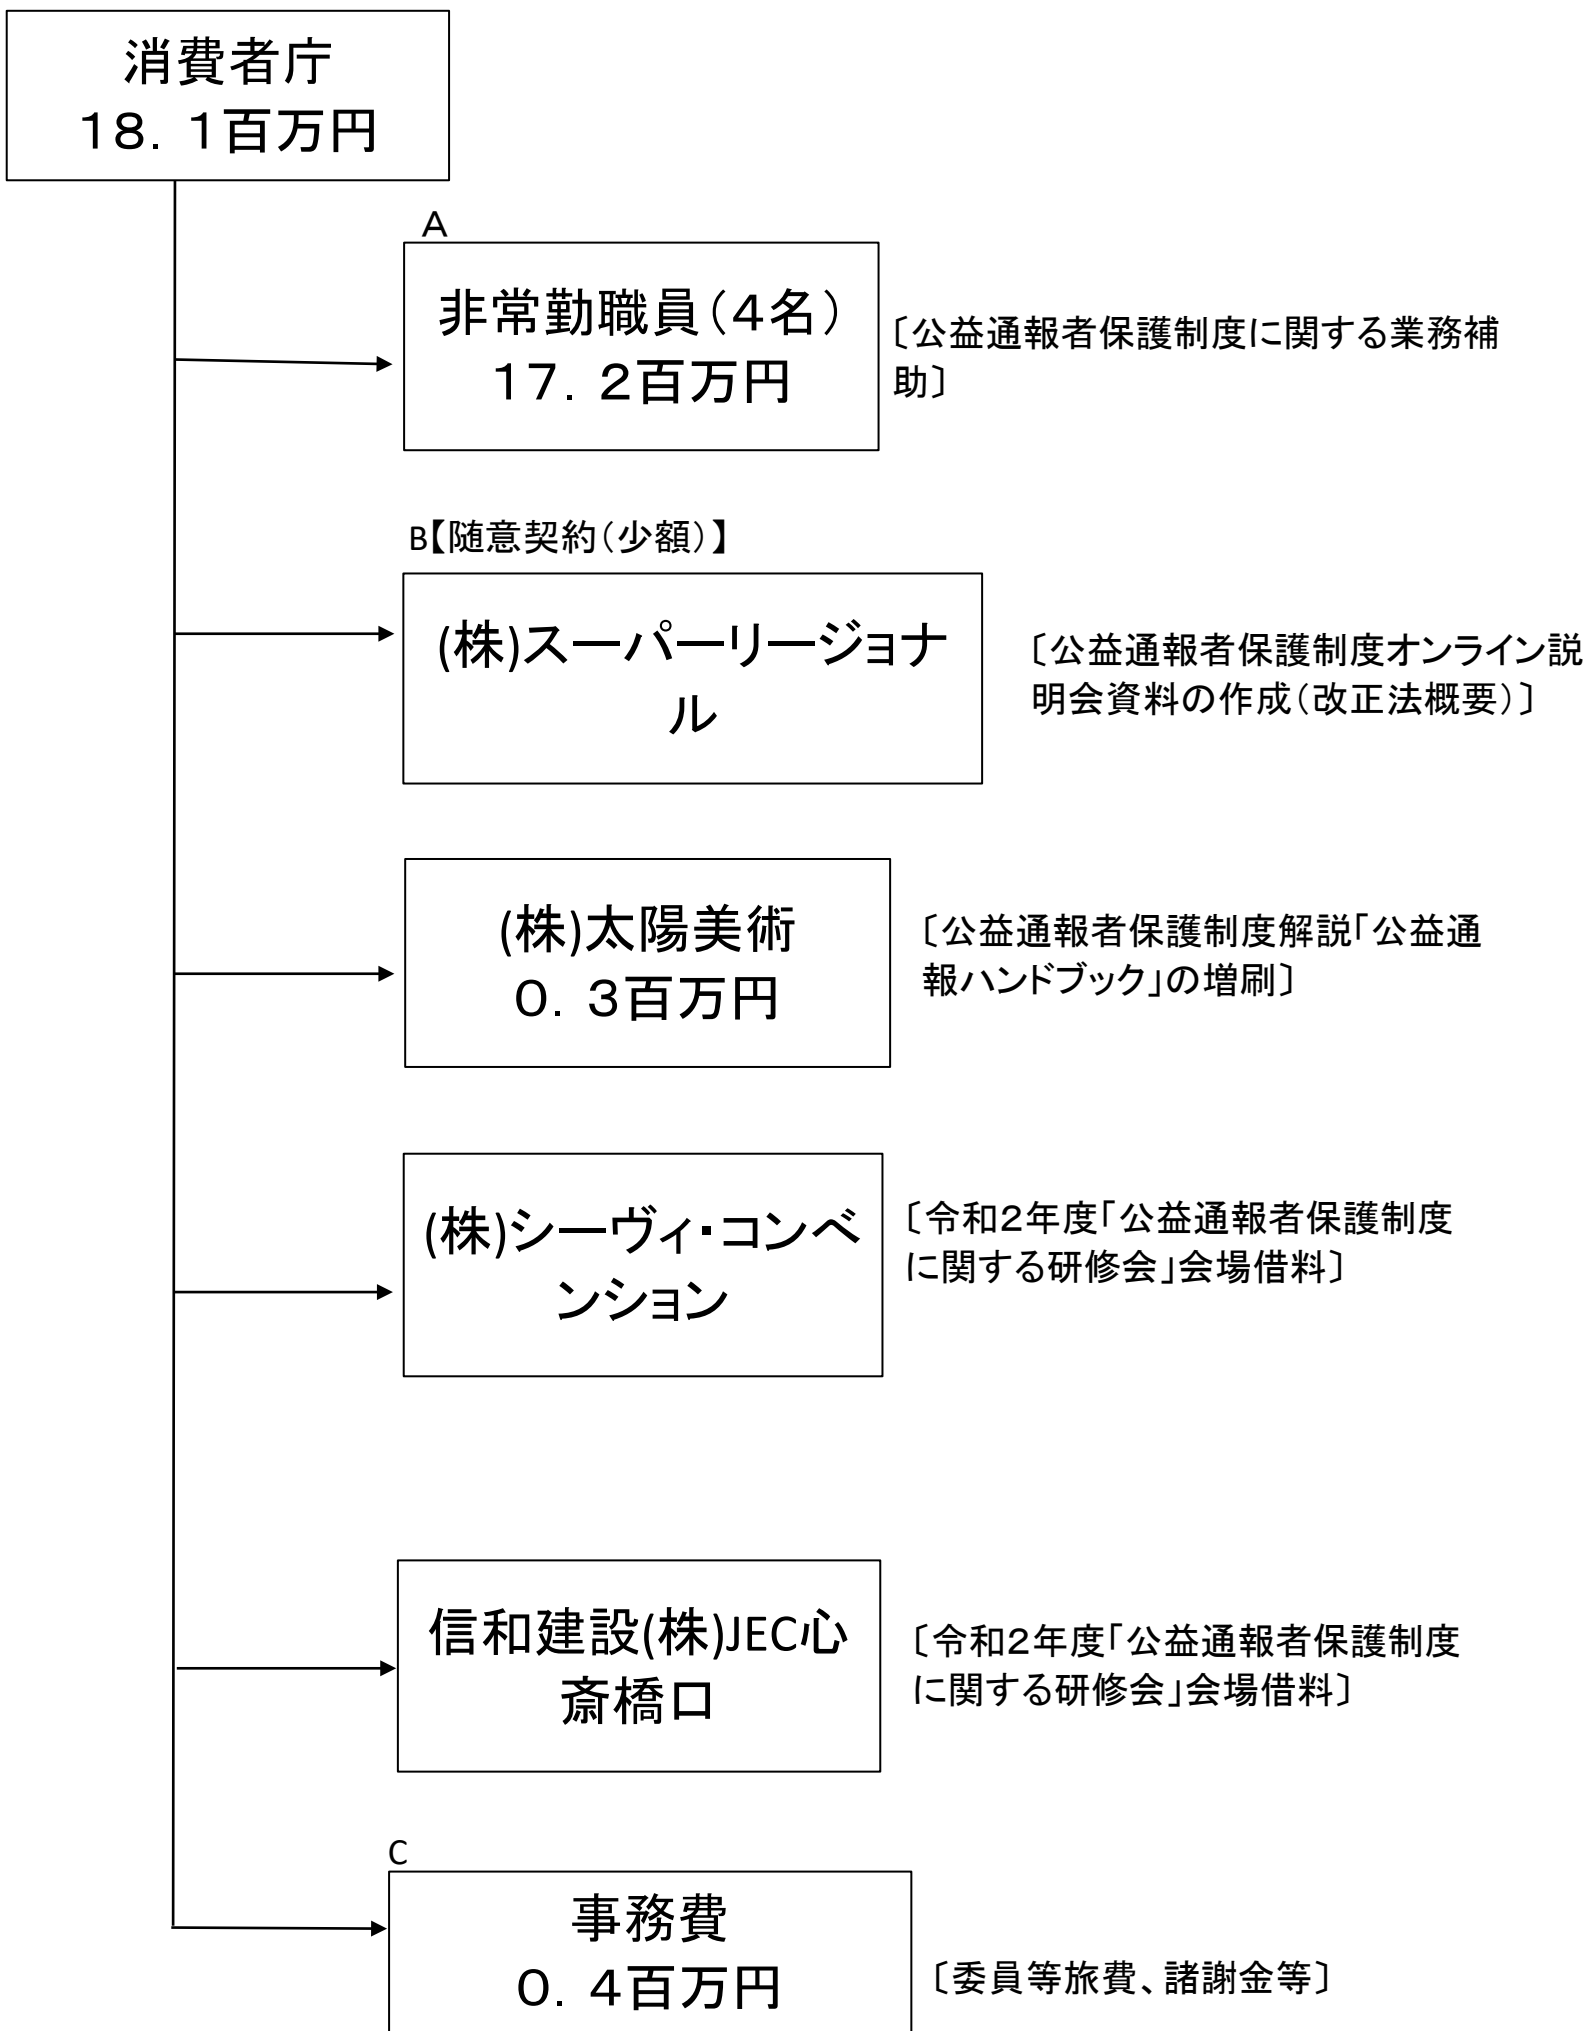 消費者庁
１８．１百万円
A
非常勤職員（４名）
１７．２百万円
〔公益通報者保護制度に関する業務補
助〕
B【随意契約（少額）】
(株)スーパーリージョナ
ル
〔公益通報者保護制度オンライン説
明会資料の作成（改正法概要）〕
(株)太陽美術
０．３百万円
〔公益通報者保護制度解説「公益通
報ハンドブック」の増刷〕
(株)シーヴィ・コンベ
ンション
〔令和２年度「公益通報者保護制度
に関する研修会」会場借料〕
信和建設(株)JEC心
斎橋口
〔令和２年度「公益通報者保護制度
に関する研修会」会場借料〕
C
事務費
０．４百万円
〔委員等旅費、諸謝金等〕